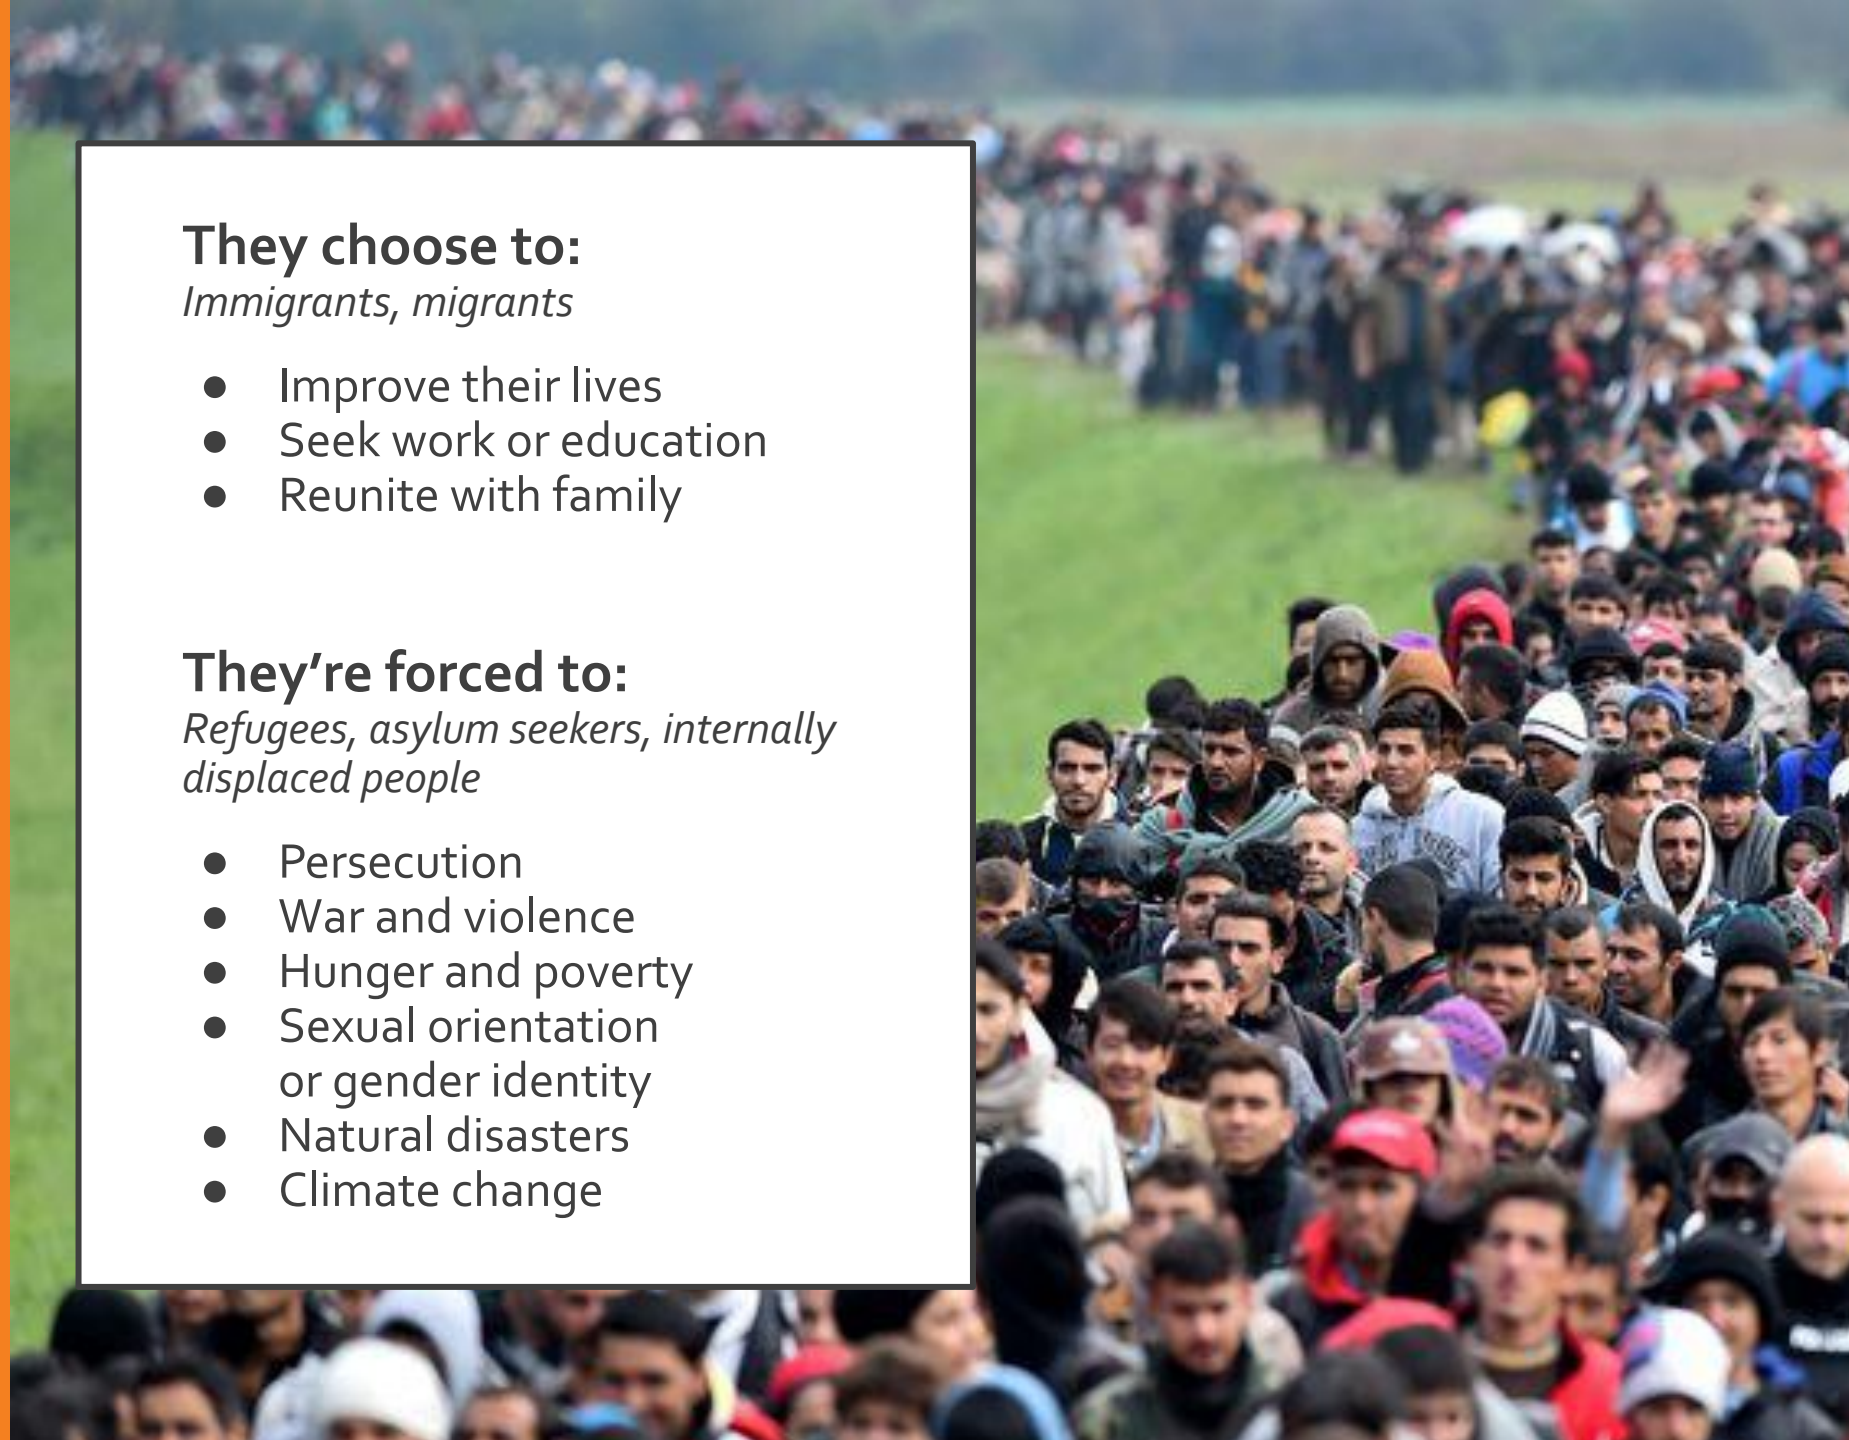 They choose to:
Immigrants, migrants
● Improve their lives
● Seek work or education
● Reunite with family
They’re forced to:
Refugees, asylum seekers, internally
displaced people
● Persecution
● War and violence
● Hunger and poverty
● Sexual orientation
or gender identity
● Natural disasters
● Climate change